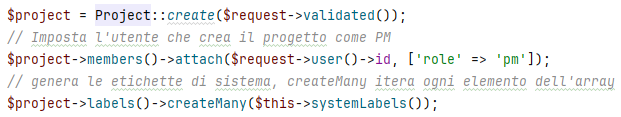 $project = Project::create($request->validated());
// Imposta l'utente che crea il progetto come PM
$project->members()->attach($request->user()->id, ['role' => 'pm']);
// genera le etichette di sistema, createMany itera ogni elemento dell'array
$project->labels()->createMany($this->systemLabels());